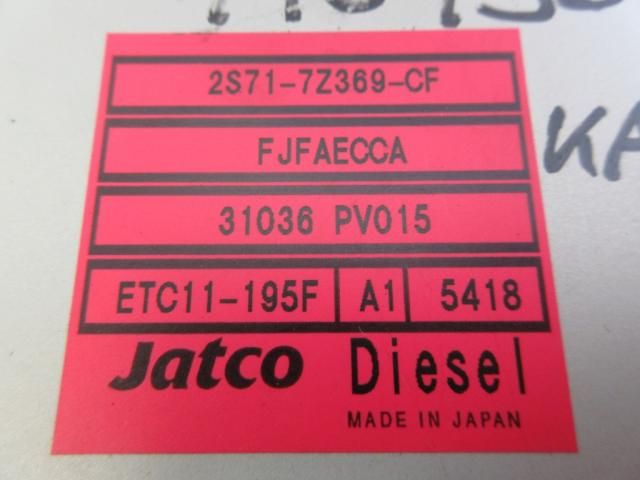 2S71-7Z369-CF
FJFAECCA
KA
31036 PV015
ETC11-195F A1 5418
Jatco Diesel
MADE IN JAPAN